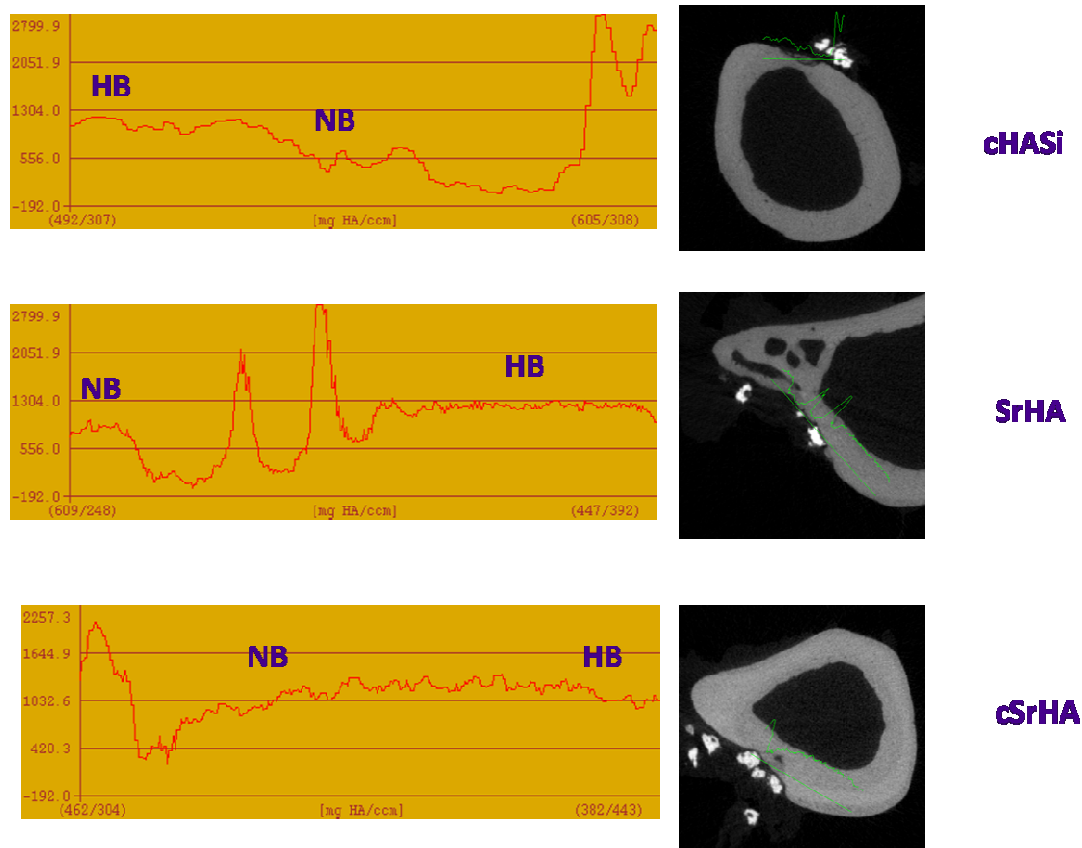 2799.9
2051.9
HB
1304.0
NB
556.0
-192.0
(492/307) [mg HA/ccm] (605/308)
cHASi
2799.9
2051.9
HB
NB
1304.0
556.0
-192.0
(609/248) [mg HA/ccm] (447/392)
SrHA
2257.3
1644.9
NB HB
1032.6
420.3
-192.0
(462/304) [mg HA/ccm] (382/443)
cSrHA